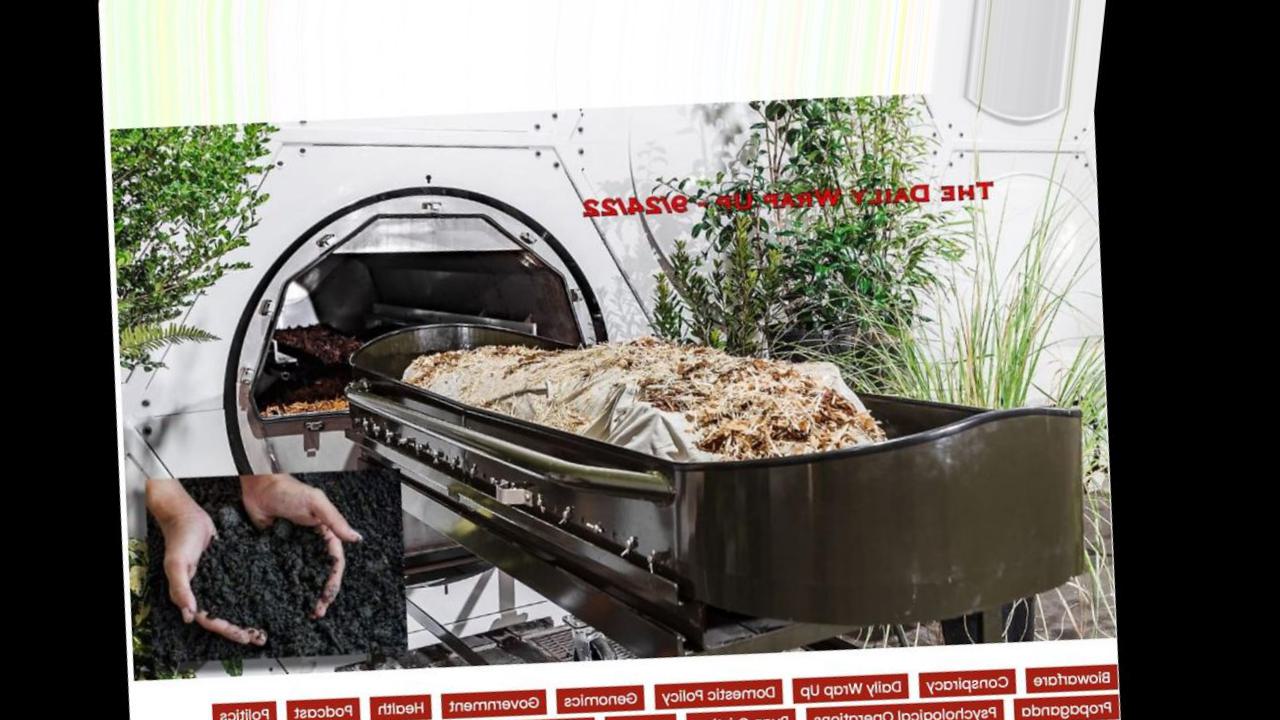 The Daily Wrap Up - 9/24/22
Biowarfare Conspiracy Daily Wrap Up Domestic Policy Genomics Government Health Podcast Politics
Propaganda Psychological Operations